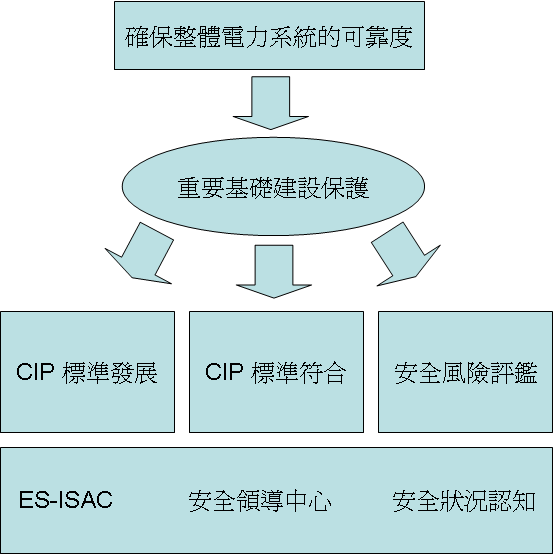 確保整體電力系統的可靠度
重要基礎建設保護
CIP 標準發展
CIP 標準符合
安全風險評鑑
ES-ISAC
安全領導中心
安全狀況認知